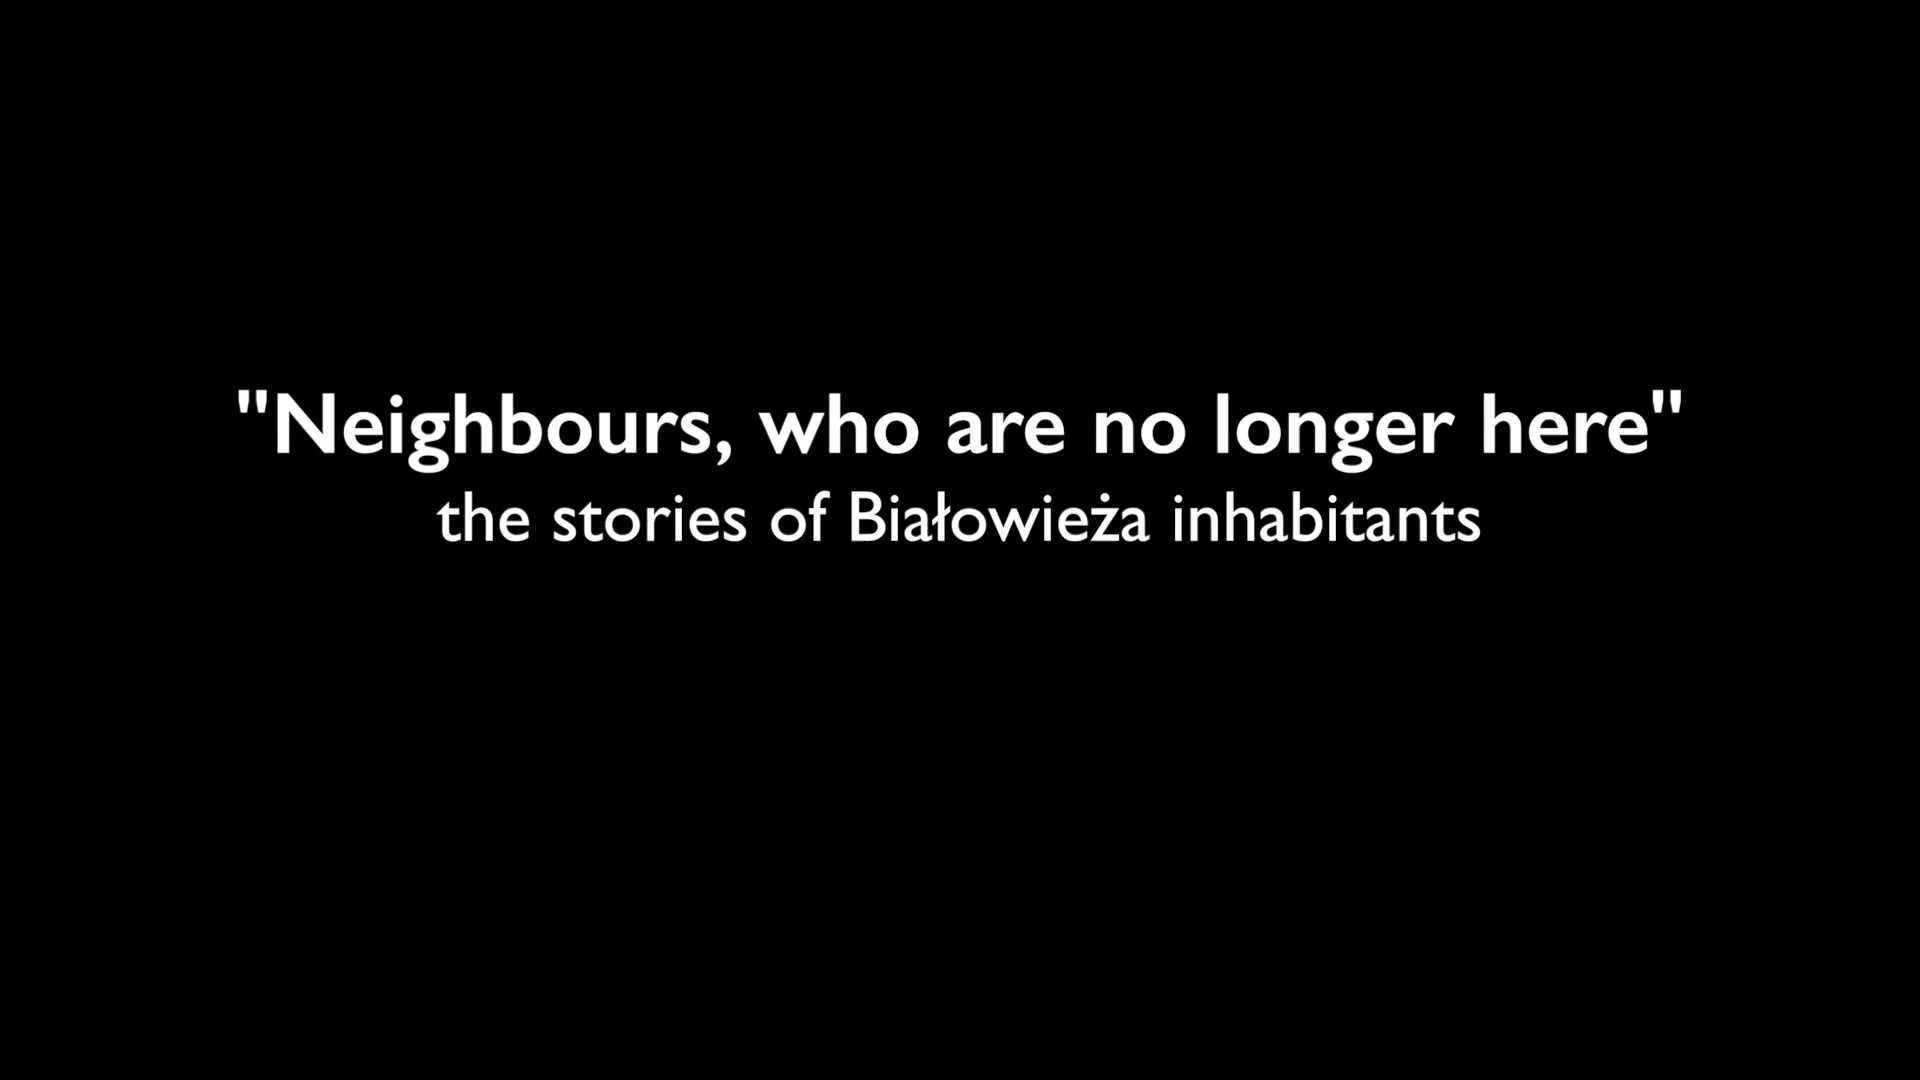 "Neighbours, who are no longer here"
the stories of Białowieża inhabitants